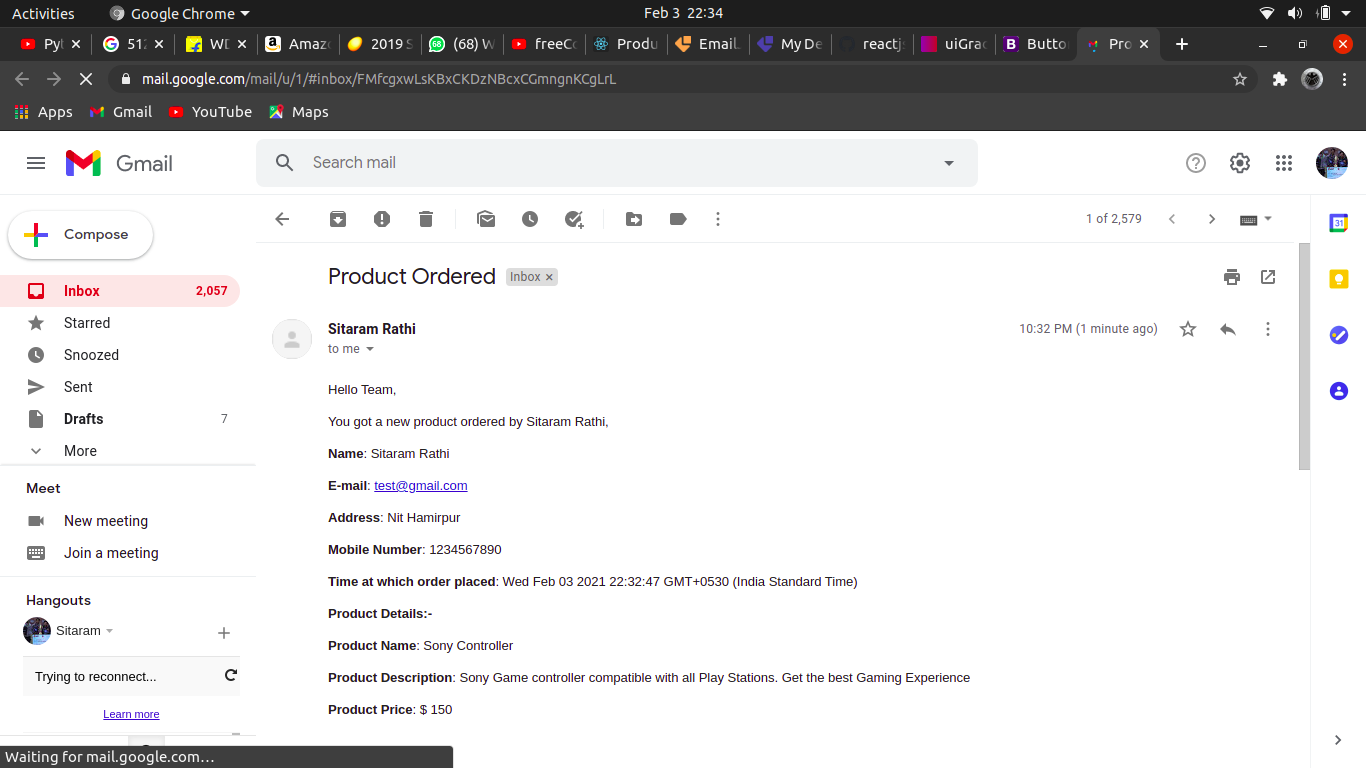 Activities Google Chrome Feb 3 22:34
Pyt 512 WD Amazo 2019 S (68) W freeCo Produ Email. My De reactjs uiGrad Butto Pro
mail.google.com/mail/u/1/#inbox/FMfcgxwLsKBxCKDzNBcxCGmngnKCgLrL
Apps Gmail YouTube Maps
Gmail Search mail
Compose 1 of 2,579
31
Product Ordered Inbox ×
Inbox 2,057
Starred
Sitaram Rathi 10:32 PM (1 minute ago)
to me
Snoozed
Sent
Drafts 7
More
Hello Team,
You got a new product ordered by Sitaram Rathi,
Name: Sitaram Rathi
E-mail: test@gmail.com
Address: Nit Hamirpur
Mobile Number: 1234567890
Time at which order placed: Wed Feb 03 2021 22:32:47 GMT+0530 (India Standard Time)
Product Details:-
Product Name: Sony Controller
Product Description: Sony Game controller compatible with all Play Stations. Get the best Gaming Experience
Product Price: $ 150
Meet
New meeting
Join a meeting
Hangouts
Sitaram
Trying to reconnect...
Learn more
Waiting for mail.google.com…